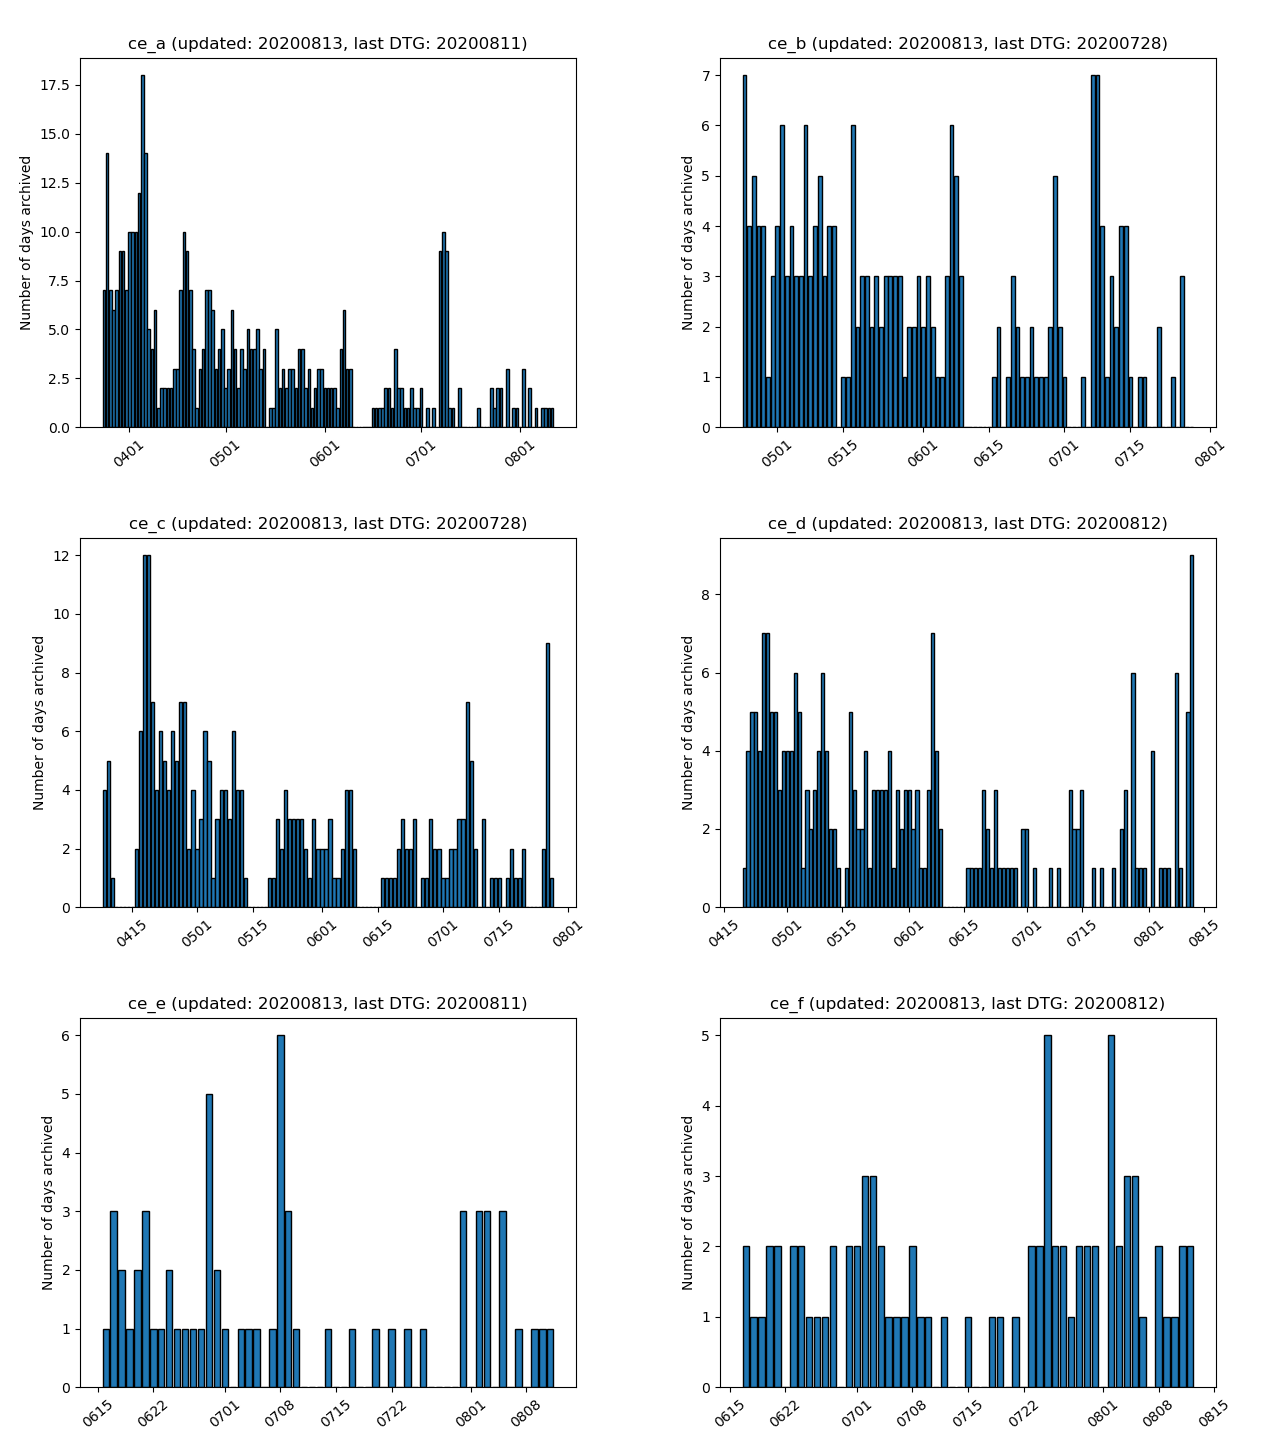 ce_a (updated: 20200813, last DTG: 20200811)
Number of days archived
17.5
15.0
12.5
10.0
7.5
5.0
2.5
0.0
0401 0501 0601 0701 0801
ce_b (updated: 20200813, last DTG: 20200728)
Number of days archived
7
6
5
4
3
2
1
0
0501 0515 0601 0615 0701 0715 0801
ce_c (updated: 20200813, last DTG: 20200728)
Number of days archived
12
10
8
6
4
2
0
0415 0501 0515 0601 0615 0701 0715 0801
ce_d (updated: 20200813, last DTG: 20200812)
Number of days archived
8
6
4
2
0
0415 0501 0515 0601 0615 0701 0715 0801 0815
ce_e (updated: 20200813, last DTG: 20200811)
Number of days archived
6
5
4
3
2
1
0
0615 0622 0701 0708 0715 0722 0801 0808
ce_f (updated: 20200813, last DTG: 20200812)
Number of days archived
5
4
3
2
1
0
0615 0622 0701 0708 0715 0722 0801 0808 0815